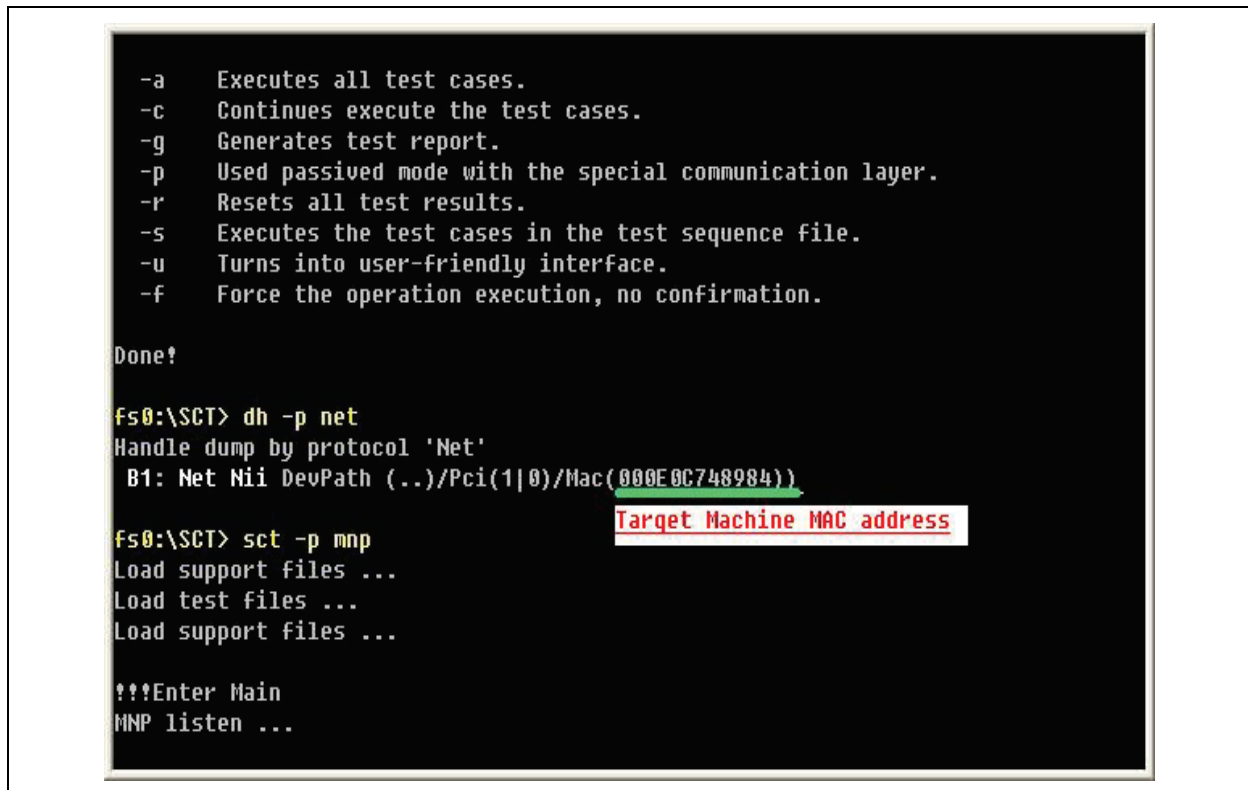 -a Executes all test cases.
-c Continues execute the test cases.
-g Generates test report.
-p Used passived mode with the special communication layer.
-r Resets all test results.
-s Executes the test cases in the test sequence file.
-u Turns into user-friendly interface.
-f Force the operation execution, no confirmation.
Done!
fs0:\SCT> dh -p net
Handle dump by protocol 'Net'
B1: Net Nii DevPath (..)/Pci(1|0)/Mac(000E0C748984))
Target Machine MAC address
fs0:\SCT> sct -p mnp
Load support files ...
Load test files ...
Load support files ...
!!!Enter Main
MNP listen ...